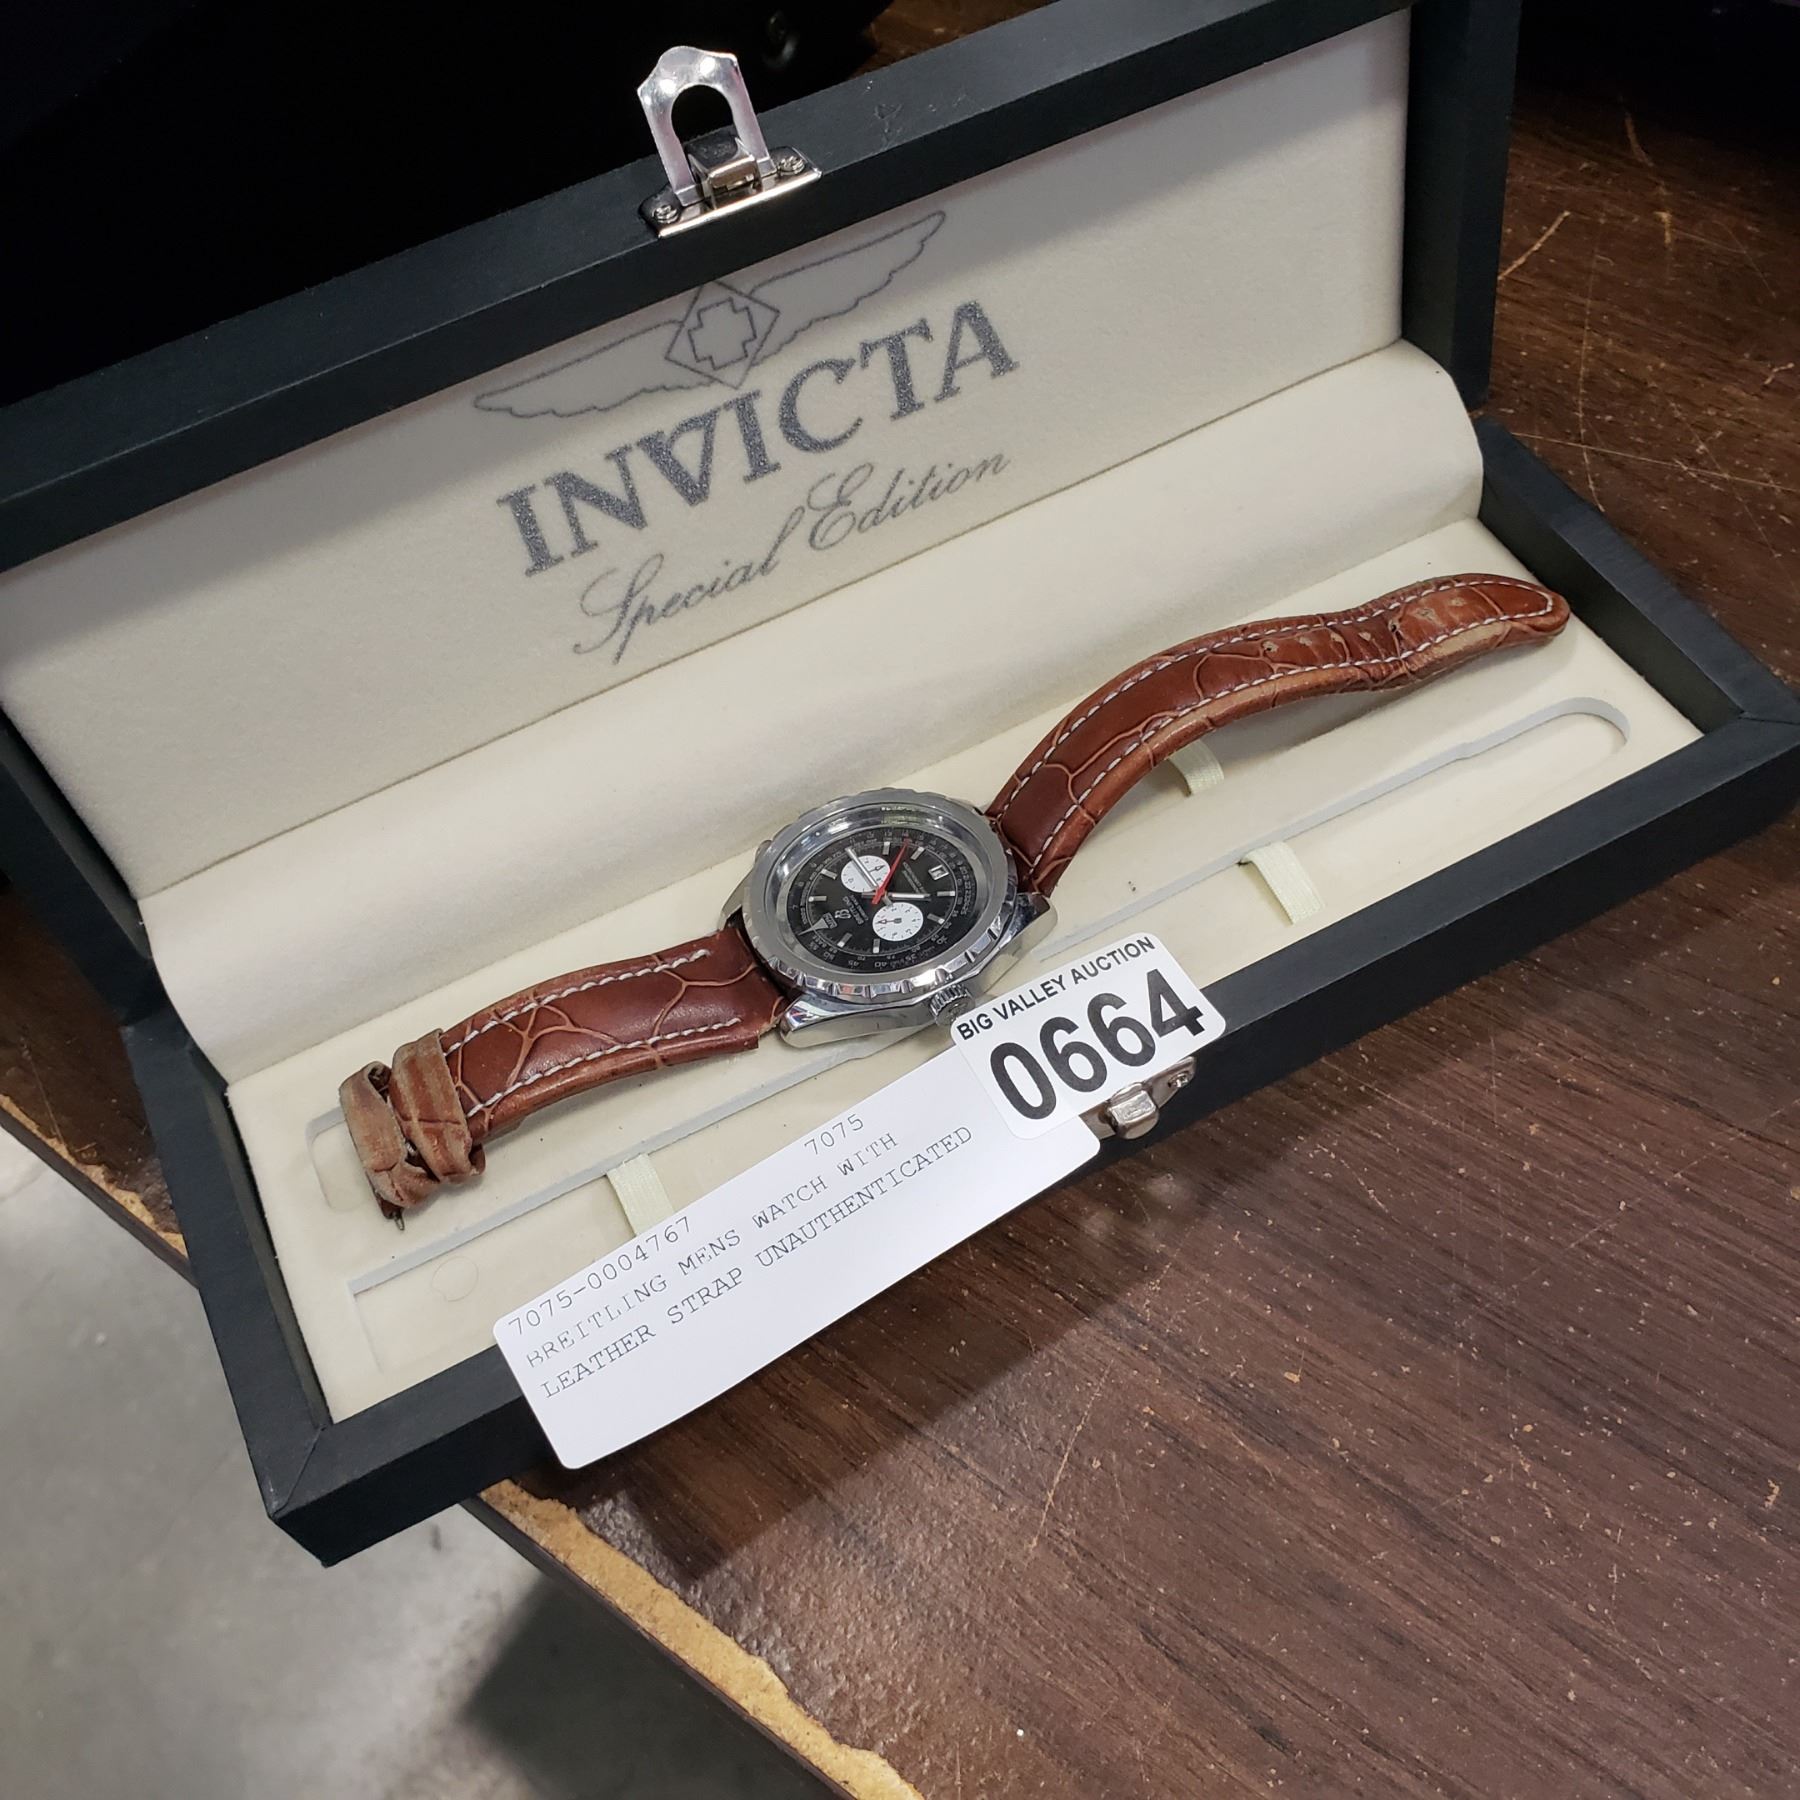 INVICTA
Special Edition
BIG VALLEY AUCTION
0664
7075
7075-0004767
BREITLING MENS WATCH WITH
LEATHER STRAP UNAUTHENTICATED